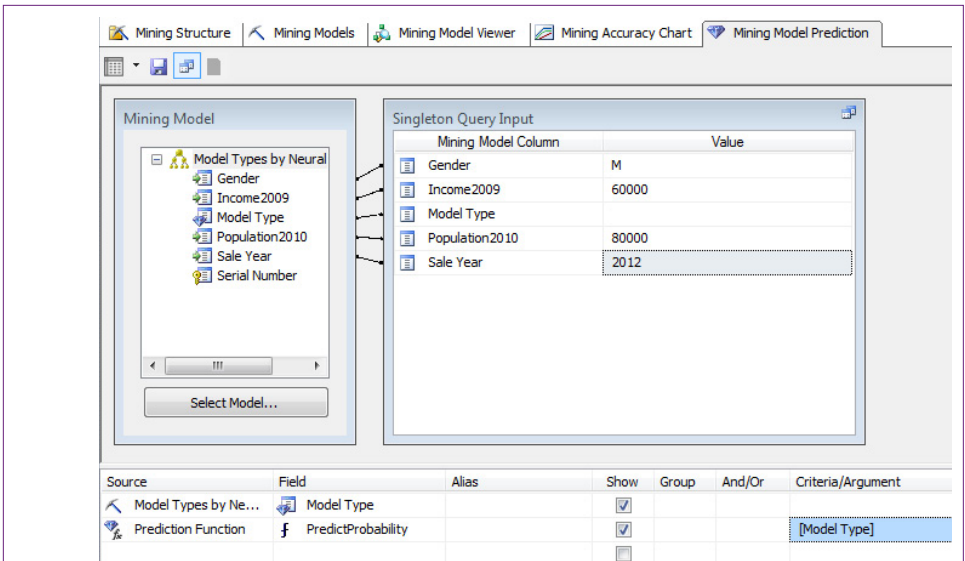 Mining Structure Mining Models Mining Model Viewer Mining Accuracy Chart Mining Model Prediction
Mining Model
Model Types by Neural
Gender
Income2009
Model Type
Population2010
Sale Year
Serial Number
Select Model...
Singleton Query Input
Mining Model Column Value
Gender M
Income2009 60000
Model Type
Population2010 80000
Sale Year 2012
Source Field Alias Show Group And/Or Criteria/Argument
Model Types by Ne... Model Type
Prediction Function PredictProbability [Model Type]